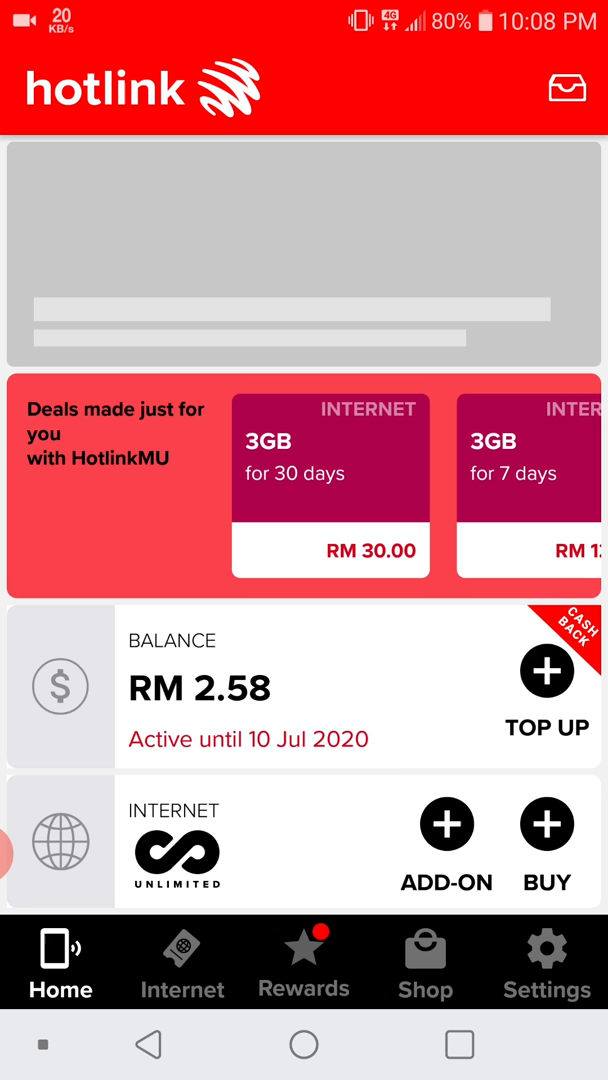 20
KB/s
4G
80%
10:08 PM
hotlink
Deals made just for
you
with HotlinkMU
INTERNET
3GB
for 30 days
RM 30.00
INTER
3GB
for 7 days
RM 1
CASH
BACK
BALANCE
RM 2.58
Active until 10 Jul 2020
TOP UP
INTERNET
UNLIMITED
ADD-ON
BUY
Home
Internet
Rewards
Shop
Settings